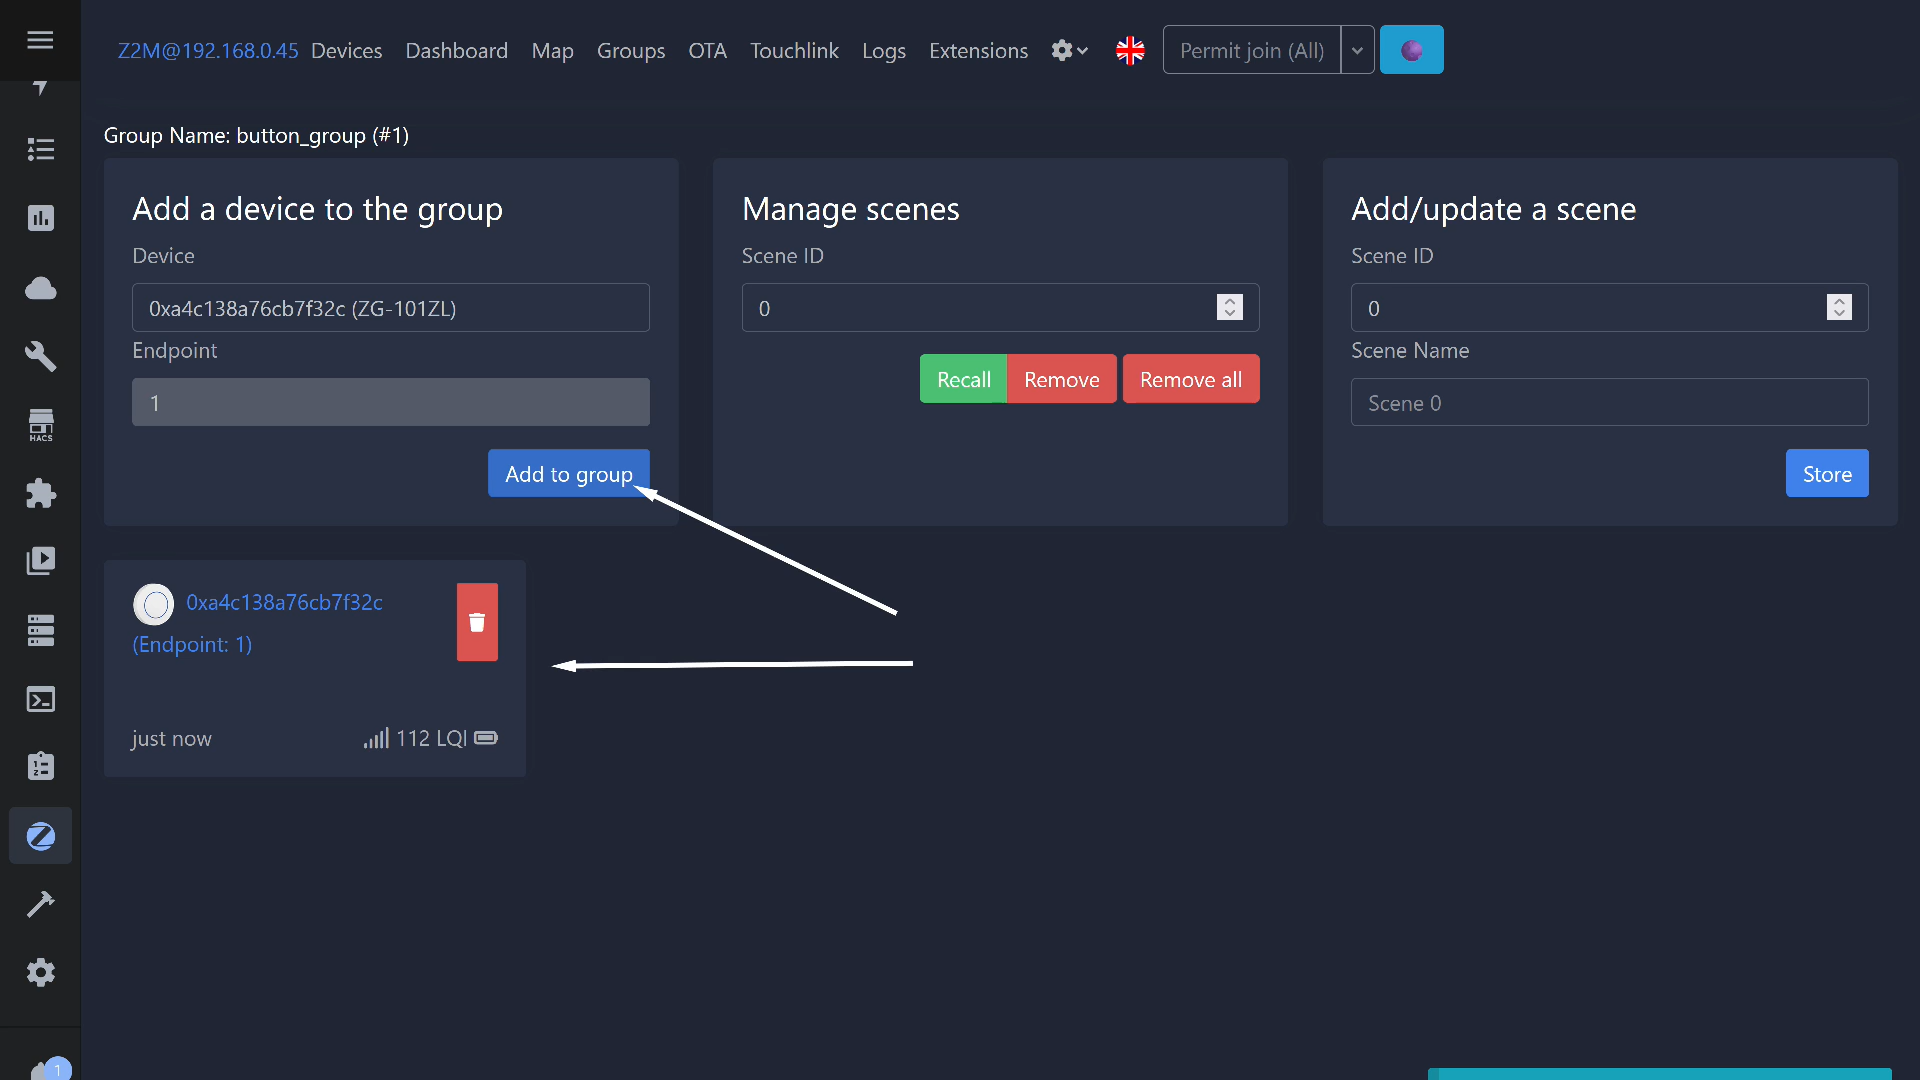 Z2M@192.168.0.45 Devices Dashboard Map Groups OTA Touchlink Logs Extensions Permit join (All)
Group Name: button_group (#1)
Add a device to the group
Device
0xa4c138a76cb7f32c (ZG-101ZL)
Endpoint
1
Add to group
Manage scenes
Scene ID
0
Recall Remove Remove all
Add/update a scene
Scene ID
0
Scene Name
Scene 0
Store
0xa4c138a76cb7f32c
(Endpoint: 1)
just now 112 LQI
HACS
1
2
1